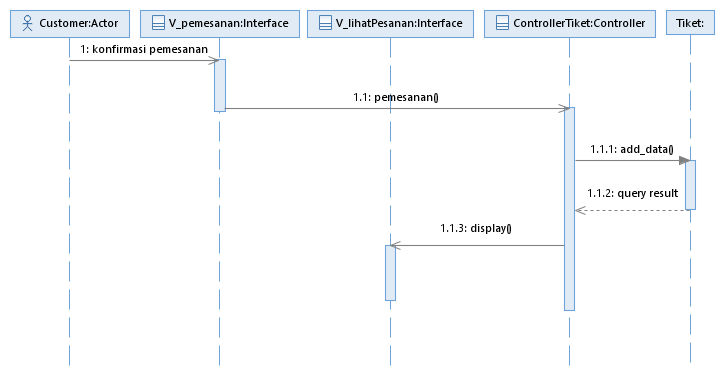 Customer:Actor
V_pemesanan:Interface
V_lihatPesanan:Interface
ControllerTiket:Controller
Tiket:
1: konfirmasi pemesanan
1.1: pemesanan()
1.1.1: add_data()
1.1.2: query result
1.1.3: display()